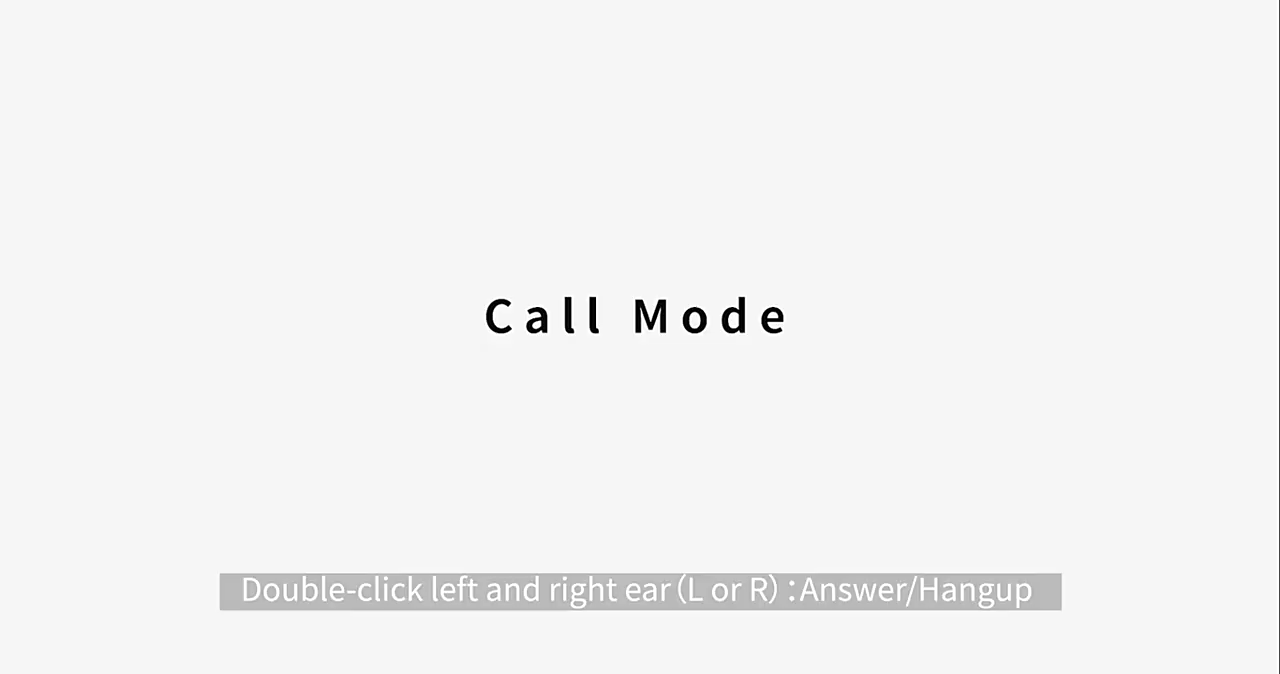 Call Mode
Double-click left and right ear（L or R）：Answer/Hangup